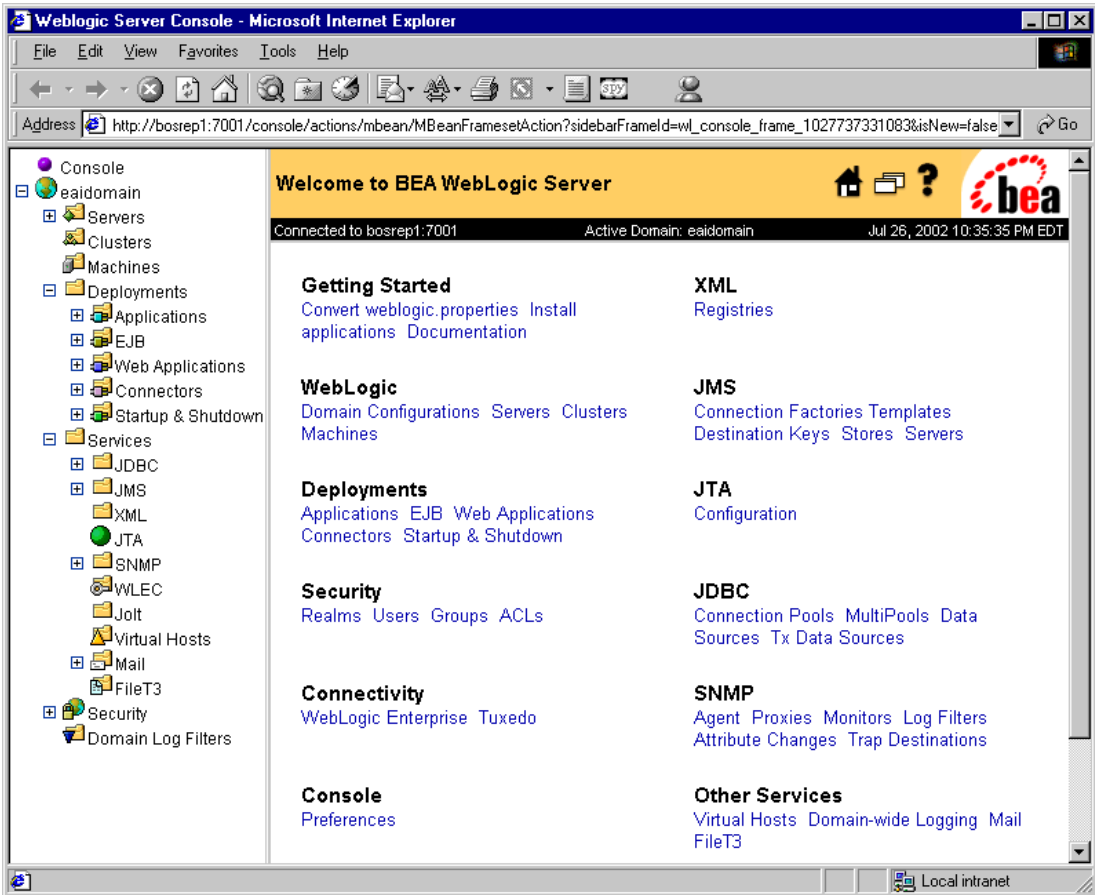 Weblogic Server Console - Microsoft Internet Explorer
File Edit View Favorites Tools Help
SPY
Address http://bosrep1:7001/console/actions/mbean/MBeanFramesetAction?sidebarFrameId=wl_console_frame_1027737331083&isNew=false Go
Console
eaidomain
Servers
Clusters
Machines
Deployments
Applications
EJB
Web Applications
Connectors
Startup & Shutdown
Services
JDBC
JMS
XML
JTA
SNMP
WLEC
Jolt
Virtual Hosts
Mail
FileT3
Security
Domain Log Filters
Welcome to BEA WebLogic Server
?
bea
Connected to bosrep1:7001 Active Domain: eaidomain Jul 26, 2002 10:35:35 PM EDT
Getting Started
Convert weblogic.properties Install
applications Documentation
XML
Registries
WebLogic
Domain Configurations Servers Clusters
Machines
JMS
Connection Factories Templates
Destination Keys Stores Servers
Deployments
Applications EJB Web Applications
Connectors Startup & Shutdown
JTA
Configuration
Security
Realms Users Groups ACLs
JDBC
Connection Pools MultiPools Data
Sources Tx Data Sources
Connectivity
WebLogic Enterprise Tuxedo
SNMP
Agent Proxies Monitors Log Filters
Attribute Changes Trap Destinations
Console
Preferences
Other Services
Virtual Hosts Domain-wide Logging Mail
FileT3
Local intranet